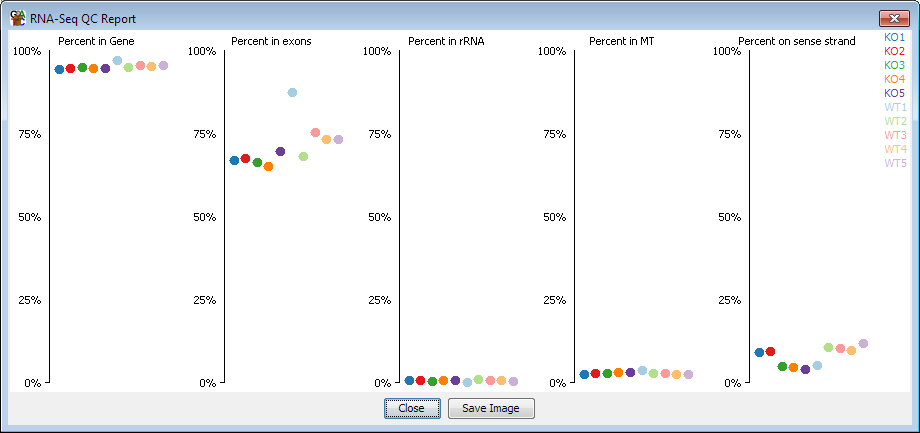 RNA-Seq QC Report
Percent in Gene
100%
75%
50%
25%
0%
Percent in exons
100%
75%
50%
25%
0%
Percent in rRNA
100%
75%
50%
25%
0%
Percent in MT
100%
75%
50%
25%
0%
Percent on sense strand
100%
75%
50%
25%
0%
KO1
KO2
KO3
KO4
KO5
WT1
WT2
WT3
WT4
WT5
Close
Save Image